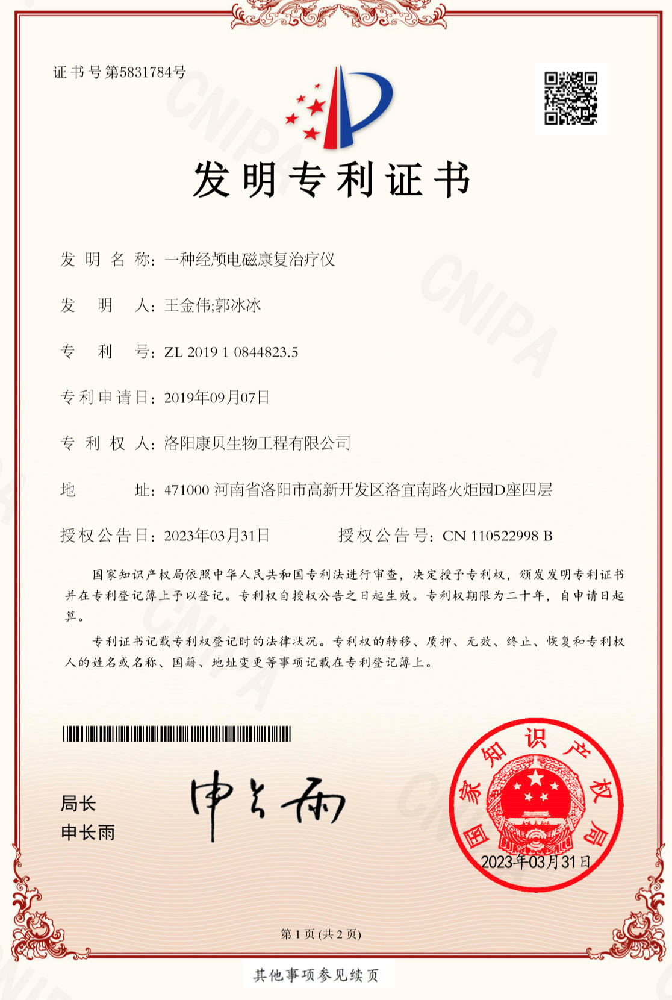 证书号第5831784号
发明专利证书
发明名称：一种经颅电磁康复治疗仪
发明人：王金伟;郭冰冰
专利号：ZL 2019 1 0844823.5
专利申请日：2019年09月07日
专利权人：洛阳康贝生物工程有限公司
地址：471000 河南省洛阳市高新开发区洛宜南路火炬园D座四层
授权公告日：2023年03月31日 授权公告号：CN 110522998 B
国家知识产权局依照中华人民共和国专利法进行审查，决定授予专利权，颁发发明专利证书
并在专利登记簿上予以登记。专利权自授权公告之日起生效。专利权期限为二十年，自申请日起
算。
专利证书记载专利权登记时的法律状况。专利权的转移、质押、无效、终止、恢复和专利权
人的姓名或名称、国籍、地址变更等事项记载在专利登记簿上。
局长
申长雨
申长雨
国家知识产权局
2023年03月31日
第 1 页 (共 2 页)
其他事项参见续页
CNIPA
CNIPA
CNIPA
CNIPA